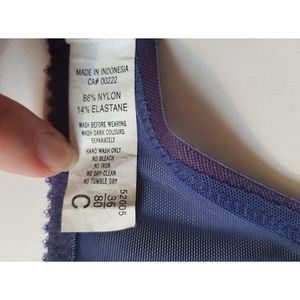 MADE IN INDONESIA
CA# 00222
86% NYLON
14% ELASTANE
WASH BEFORE WEARING
WASH DARK COLOURS
SEPARATELY
HAND WASH ONLY
NO BLEACH
NO IRON
NO DRY CLEAN
NO TUMBLE DRY
52005
36
80
C